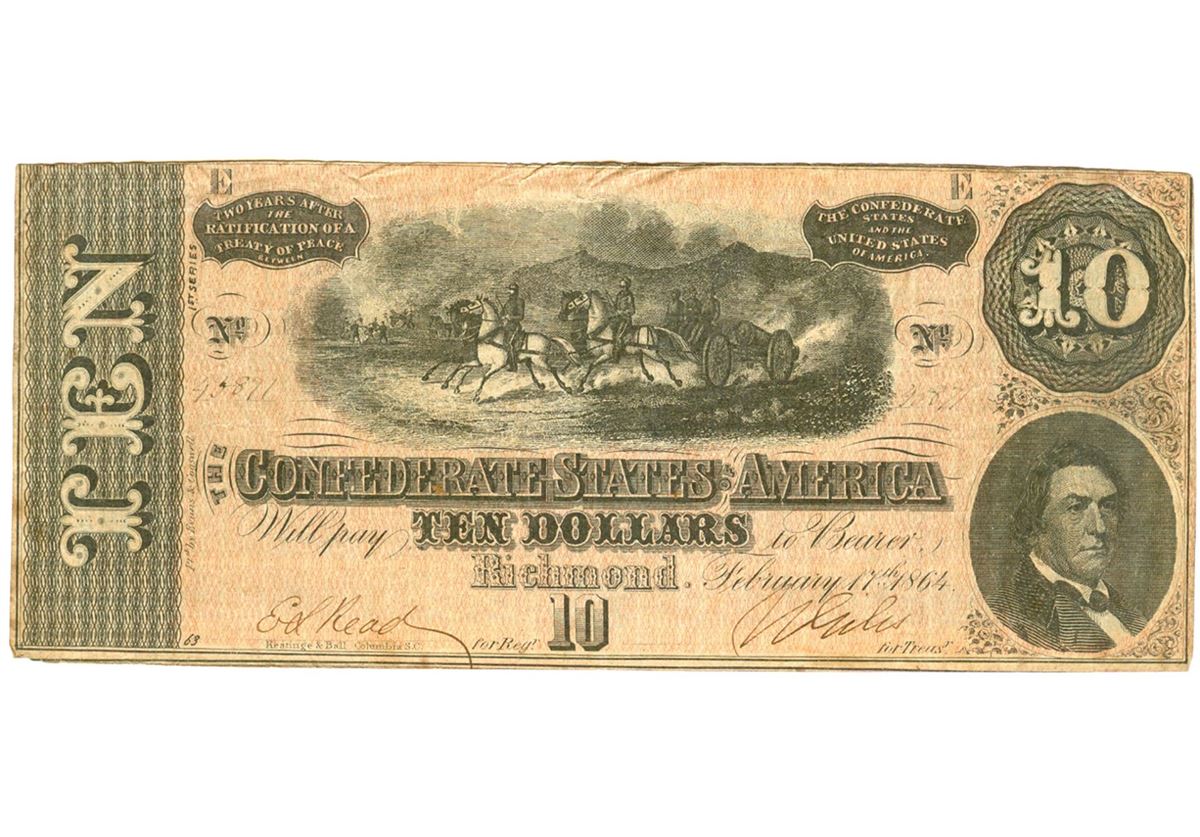 E
E
TWO YEARS AFTER
THE
RATIFICATION OF A
TREATY OF PEACE
BETWEEN
THE CONFEDERATE
STATES
AND THE
UNITED STATES
OF AMERICA.
10
TEN
1ST SERIES
No
No
THE
CONFEDERATE STATES OF AMERICA
Will pay TEN DOLLARS to Bearer
Richmond. February 17th 1864.
10
63
Keatinge & Ball Columbia S.C.
for Regr
for Treasr